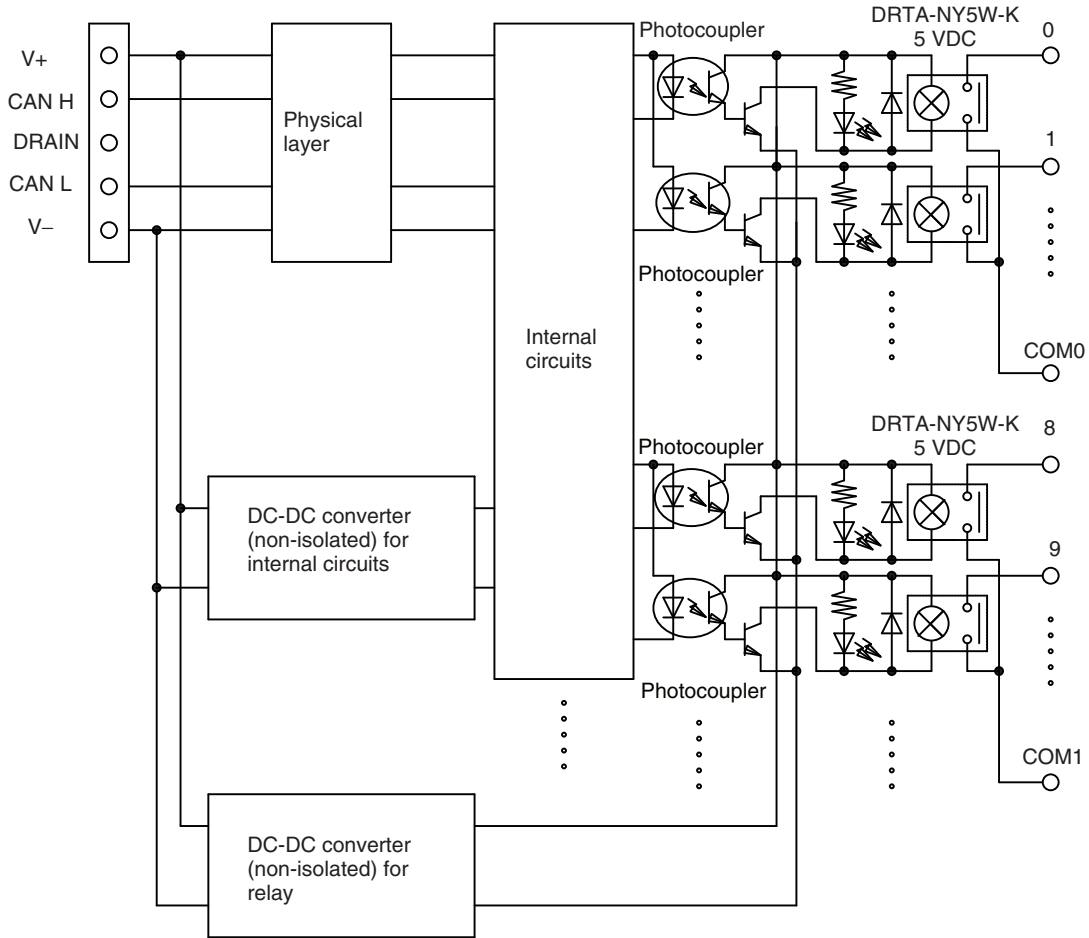 V+
CAN H
DRAIN
CAN L
V–
Physical
layer
Internal
circuits
DC-DC converter
(non-isolated) for
internal circuits
DC-DC converter
(non-isolated) for
relay
Photocoupler
DRTA-NY5W-K
5 VDC
0
1
Photocoupler
COM0
Photocoupler
DRTA-NY5W-K
5 VDC
8
9
Photocoupler
COM1